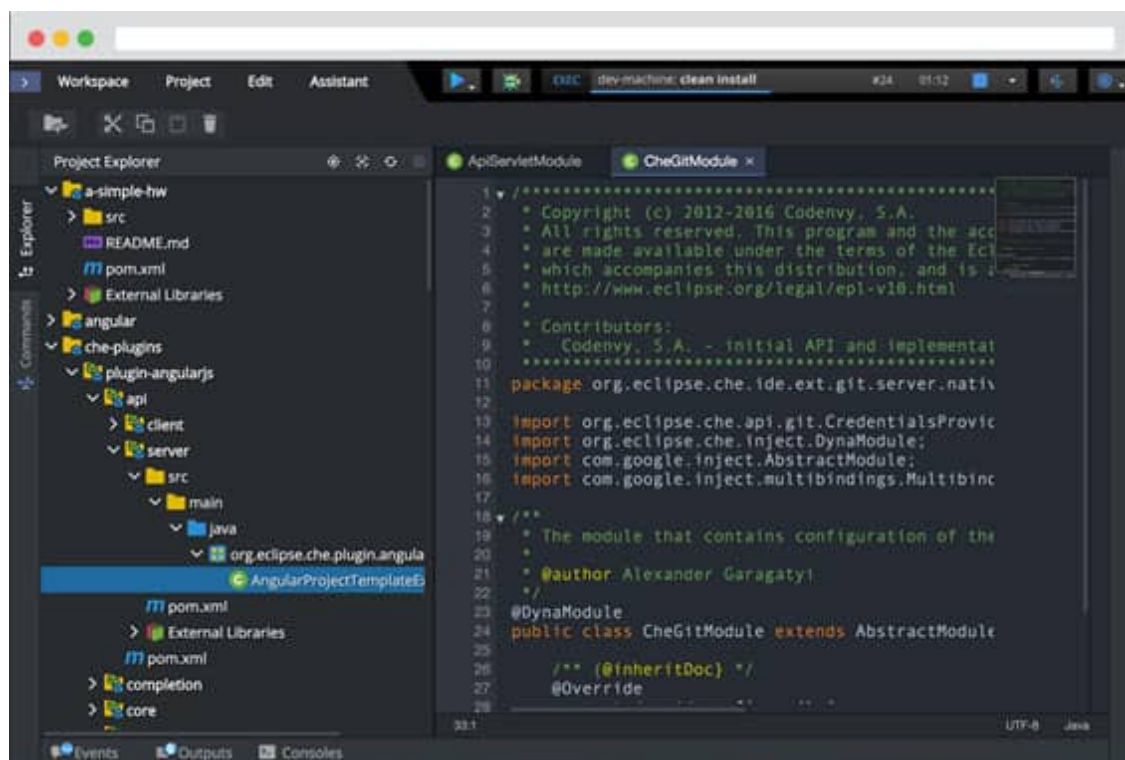 Workspace Project Edit Assistant
EXEC dev-machine: clean install #24 01:12
Project Explorer
Explorer
Commands
a-simple-hw
src
README.md
pom.xml
External Libraries
angular
che-plugins
plugin-angularjs
api
client
server
src
main
java
org.eclipse.che.plugin.angula
AngularProjectTemplateEx
pom.xml
External Libraries
pom.xml
completion
core
ApiServletModule CheGitModule ×
1 /**********************************************
2 * Copyright (c) 2012-2016 Codenvy, S.A.
3 * All rights reserved. This program and the acc
4 * are made available under the terms of the Ecl
5 * which accompanies this distribution, and is a
6 * http://www.eclipse.org/legal/epl-v10.html
7 *
8 * Contributors:
9 *   Codenvy, S.A. - initial API and implementat
10 **********************************************
11 package org.eclipse.che.ide.ext.git.server.nativ
12
13 import org.eclipse.che.api.git.CredentialsProvic
14 import org.eclipse.che.inject.DynaModule;
15 import com.google.inject.AbstractModule;
16 import com.google.inject.multibindings.Multibinc
17
18 /**
19 * The module that contains configuration of the
20 *
21 * @author Alexander Garagatyi
22 */
23 @DynaModule
24 public class CheGitModule extends AbstractModule
25
26 /** {@inheritDoc} */
27 @Override
28
33:1 UTF-8 Java
Events Outputs Consoles